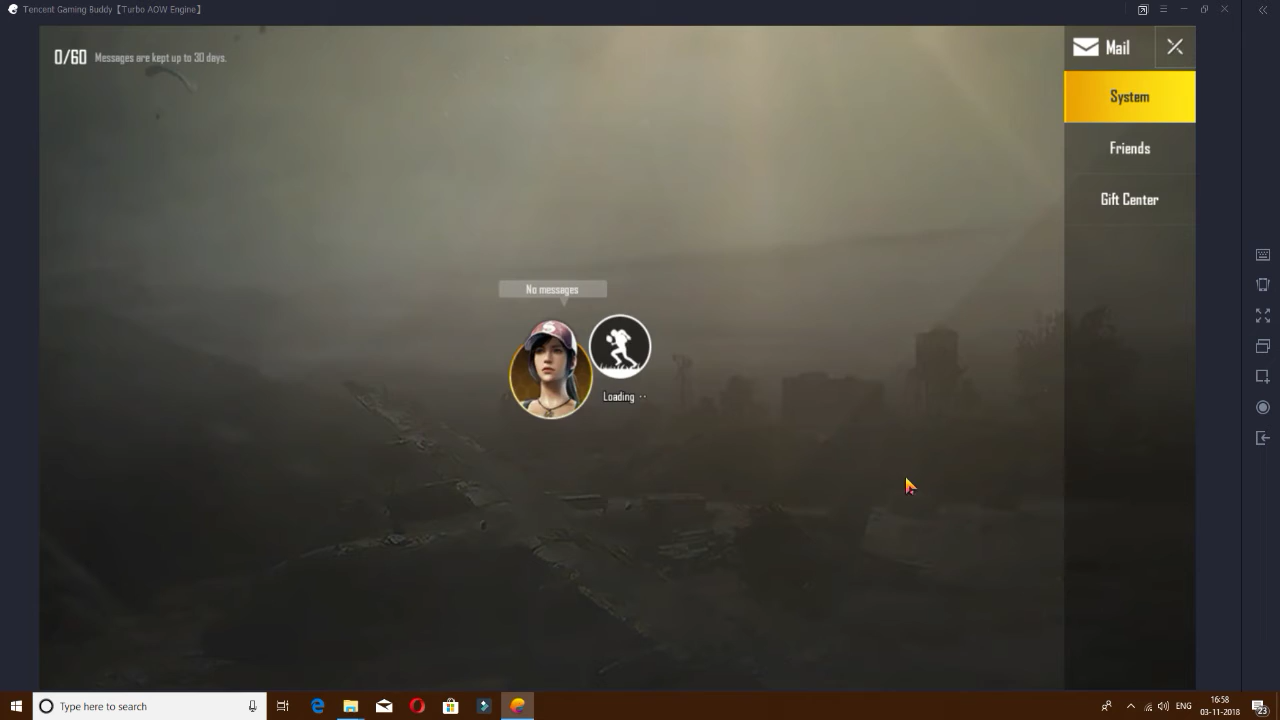 Tencent Gaming Buddy【Turbo AOW Engine】
0/60 Messages are kept up to 30 days.
Mail
System
Friends
Gift Center
No messages
Loading ··
Type here to search
ENG
16:58
03-11-2018
23